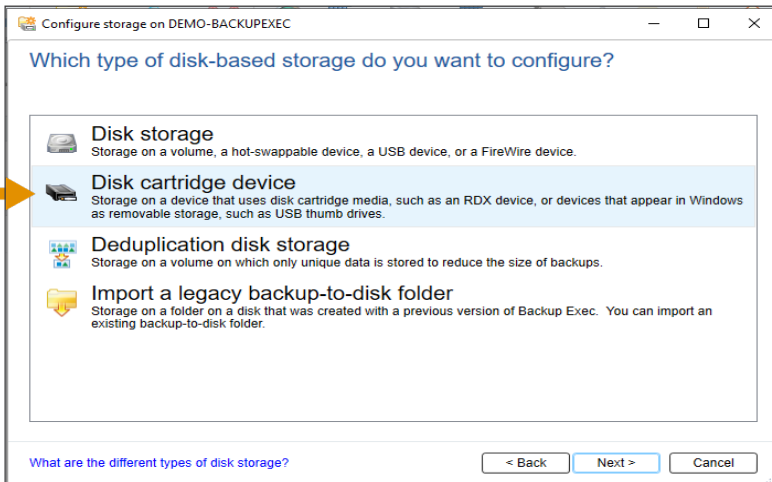 Configure storage on DEMO-BACKUPEXEC
Which type of disk-based storage do you want to configure?
Disk storage
Storage on a volume, a hot-swappable device, a USB device, or a FireWire device.
Disk cartridge device
Storage on a device that uses disk cartridge media, such as an RDX device, or devices that appear in Windows
as removable storage, such as USB thumb drives.
Deduplication disk storage
Storage on a volume on which only unique data is stored to reduce the size of backups.
Import a legacy backup-to-disk folder
Storage on a folder on a disk that was created with a previous version of Backup Exec. You can import an
existing backup-to-disk folder.
What are the different types of disk storage?
< Back
Next >
Cancel